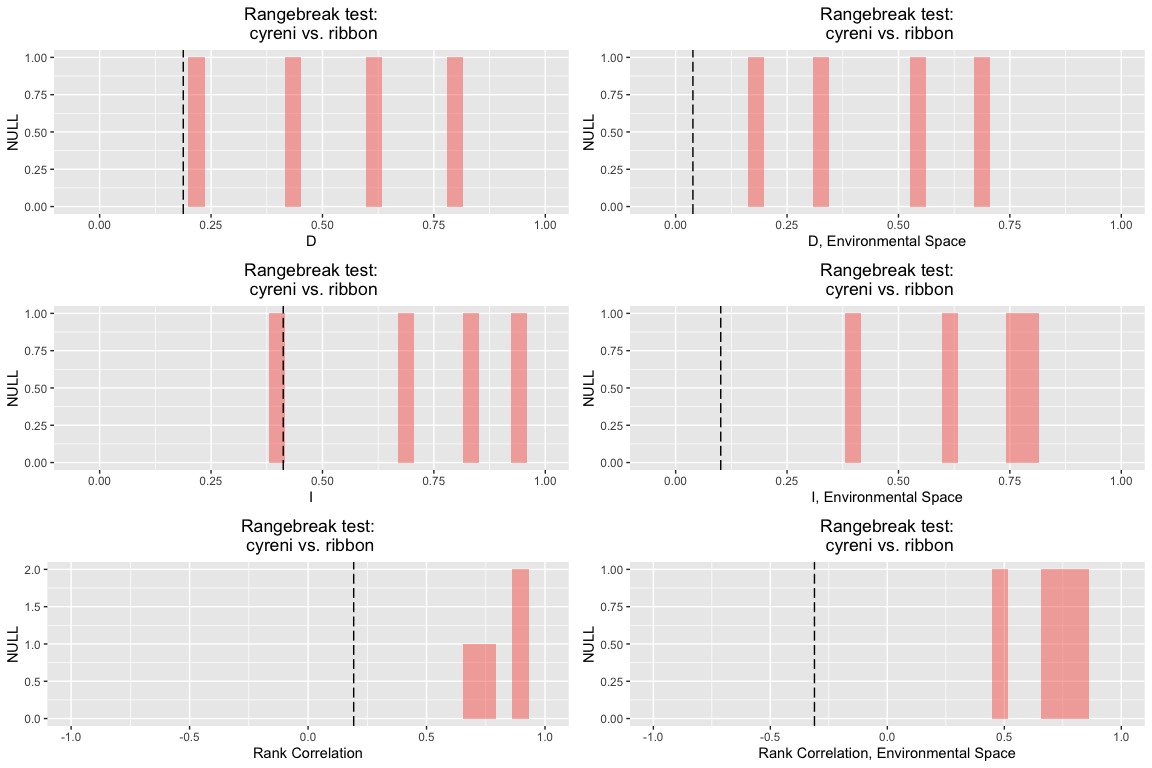 Rangebreak test:
cyreni vs. ribbon
NULL
1.00
0.75
0.50
0.25
0.00
0.00 0.25 0.50 0.75 1.00
D
Rangebreak test:
cyreni vs. ribbon
NULL
1.00
0.75
0.50
0.25
0.00
0.00 0.25 0.50 0.75 1.00
D, Environmental Space
Rangebreak test:
cyreni vs. ribbon
NULL
1.00
0.75
0.50
0.25
0.00
0.00 0.25 0.50 0.75 1.00
I
Rangebreak test:
cyreni vs. ribbon
NULL
1.00
0.75
0.50
0.25
0.00
0.00 0.25 0.50 0.75 1.00
I, Environmental Space
Rangebreak test:
cyreni vs. ribbon
NULL
2.0
1.5
1.0
0.5
0.0
-1.0 -0.5 0.0 0.5 1.0
Rank Correlation
Rangebreak test:
cyreni vs. ribbon
NULL
1.00
0.75
0.50
0.25
0.00
-1.0 -0.5 0.0 0.5 1.0
Rank Correlation, Environmental Space